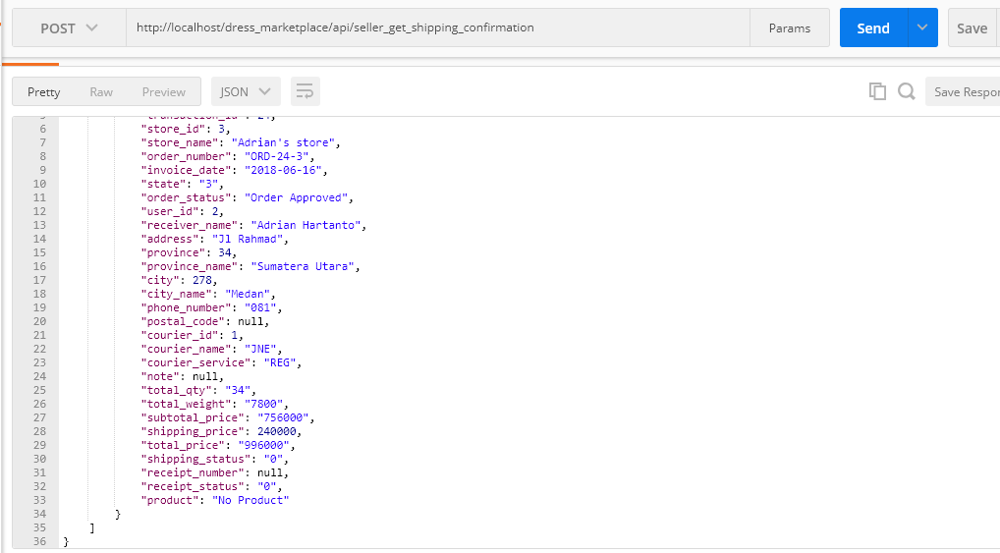 POST http://localhost/dress_marketplace/api/seller_get_shipping_confirmation Params Send Save
Pretty Raw Preview JSON Save Respor
6 "store_id": 3,
7 "store_name": "Adrian's store",
8 "order_number": "ORD-24-3",
9 "invoice_date": "2018-06-16",
10 "state": "3",
11 "order_status": "Order Approved",
12 "user_id": 2,
13 "receiver_name": "Adrian Hartanto",
14 "address": "Jl Rahmad",
15 "province": 34,
16 "province_name": "Sumatera Utara",
17 "city": 278,
18 "city_name": "Medan",
19 "phone_number": "081",
20 "postal_code": null,
21 "courier_id": 1,
22 "courier_name": "JNE",
23 "courier_service": "REG",
24 "note": null,
25 "total_qty": "34",
26 "total_weight": "7800",
27 "subtotal_price": "756000",
28 "shipping_price": 240000,
29 "total_price": "996000",
30 "shipping_status": "0",
31 "receipt_number": null,
32 "receipt_status": "0",
33 "product": "No Product"
34 }
35 ]
36 }